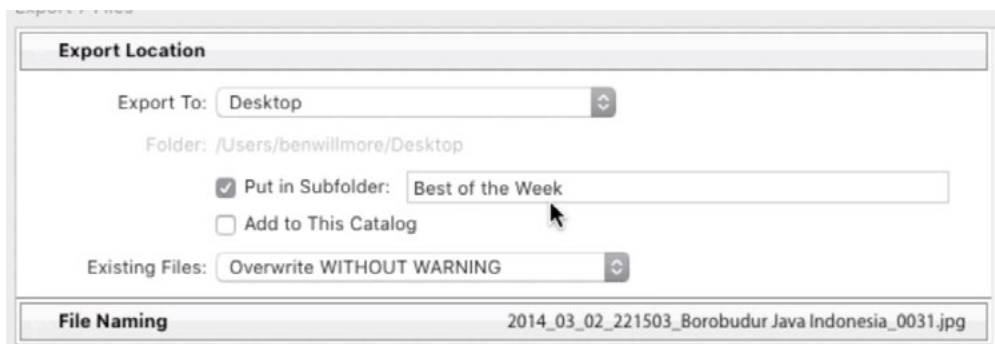 Export Location
Export To: Desktop
Folder: /Users/benwillmore/Desktop
Put in Subfolder: Best of the Week
Add to This Catalog
Existing Files: Overwrite WITHOUT WARNING
File Naming 2014_03_02_221503_Borobudur Java Indonesia_0031.jpg